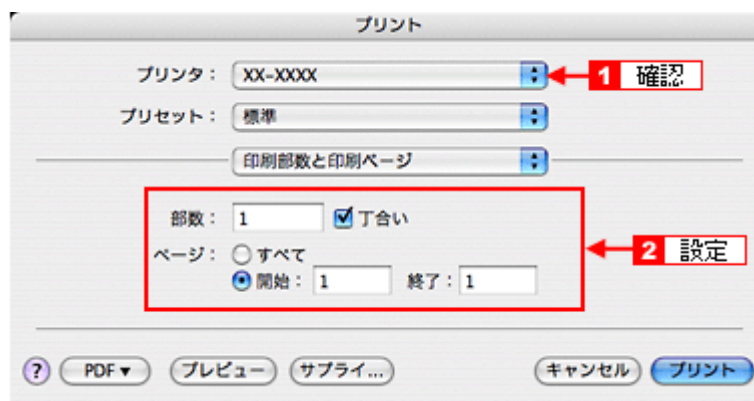 プリント
プリンタ： XX-XXXX 1 確認
プリセット： 標準
印刷部数と印刷ページ
部数： 1 丁合い
ページ： すべて
開始： 1 終了： 1
2 設定
? PDF▼ プレビュー サプライ... キャンセル プリント